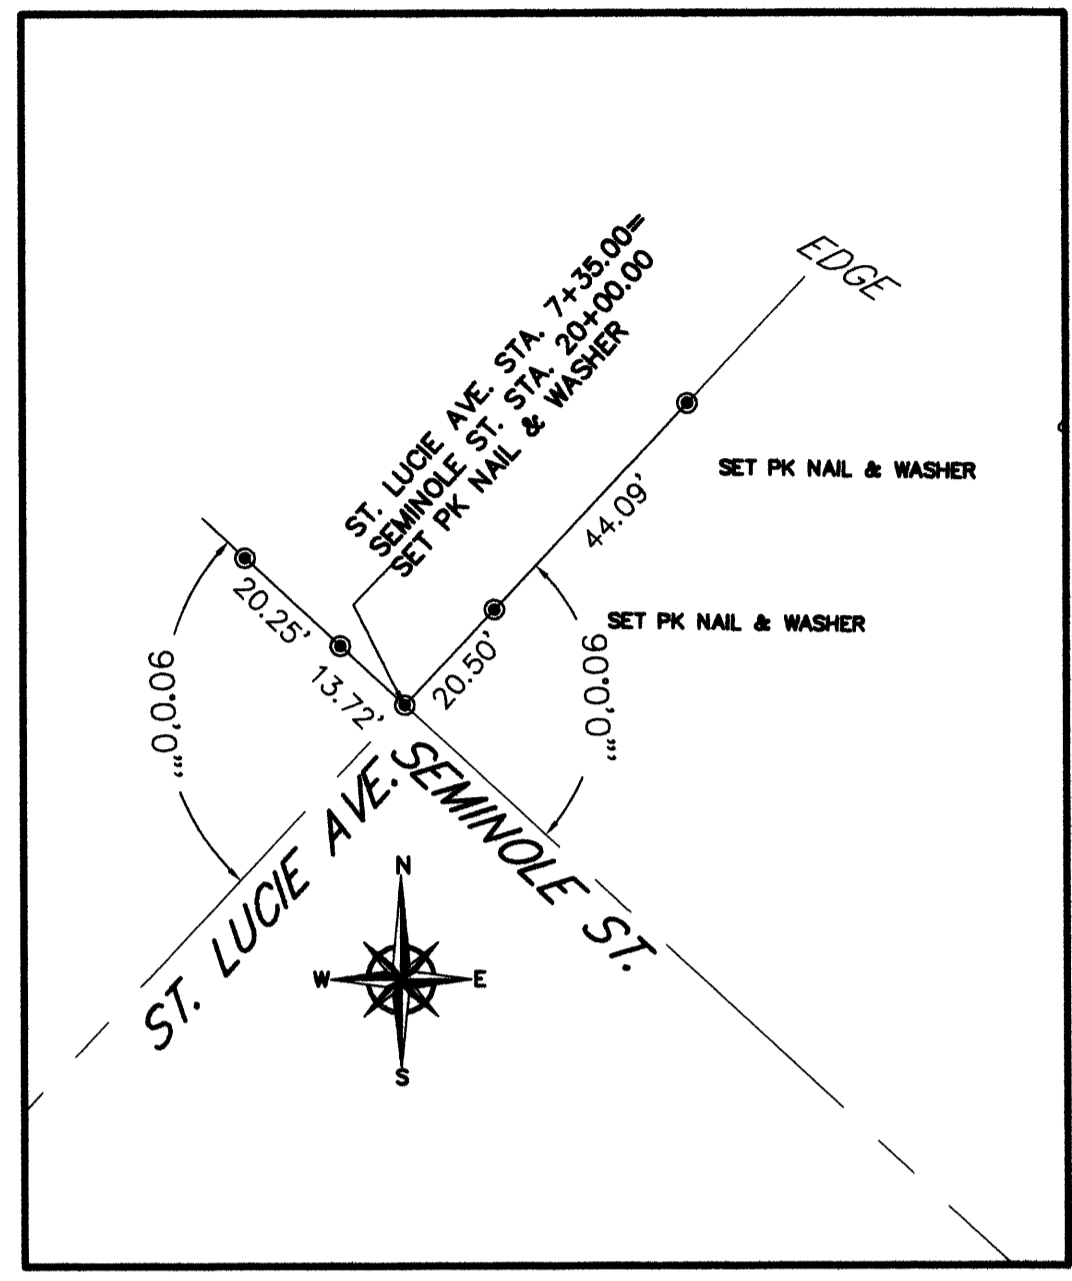 EDGE
ST. LUCIE AVE. STA. 7+35.00=
SEMINOLE ST. STA. 20+00.00
SET PK NAIL & WASHER
SET PK NAIL & WASHER
44.09'
SET PK NAIL & WASHER
20.25'
20.50'
13.72'
90°0'0"'
90°0'0"'
ST. LUCIE AVE.
SEMINOLE ST.
N
W
E
S